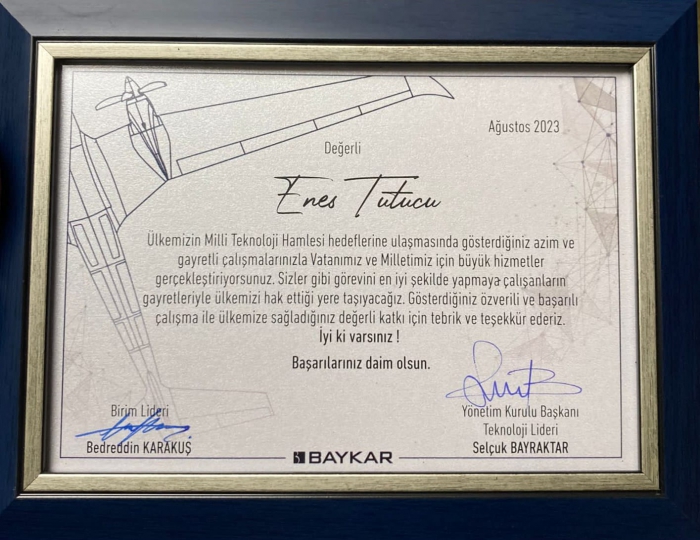 Ağustos 2023
Değerli
Enes Tutucu
Ülkemizin Milli Teknoloji Hamlesi hedeflerine ulaşmasında gösterdiğiniz azim ve
gayretli çalışmalarınızla Vatanımız ve Milletimiz için büyük hizmetler
gerçekleştiriyorsunuz. Sizler gibi görevini en iyi şekilde yapmaya çalışanların
gayretleriyle ülkemizi hak ettiği yere taşıyacağız. Gösterdiğiniz özverili ve başarılı
çalışma ile ülkemize sağladığınız değerli katkı için tebrik ve teşekkür ederiz.
İyi ki varsınız !
Başarılarınız daim olsun.
Birim Lideri
Bedreddin KARAKUŞ
Yönetim Kurulu Başkanı
Teknoloji Lideri
Selçuk BAYRAKTAR
BAYKAR